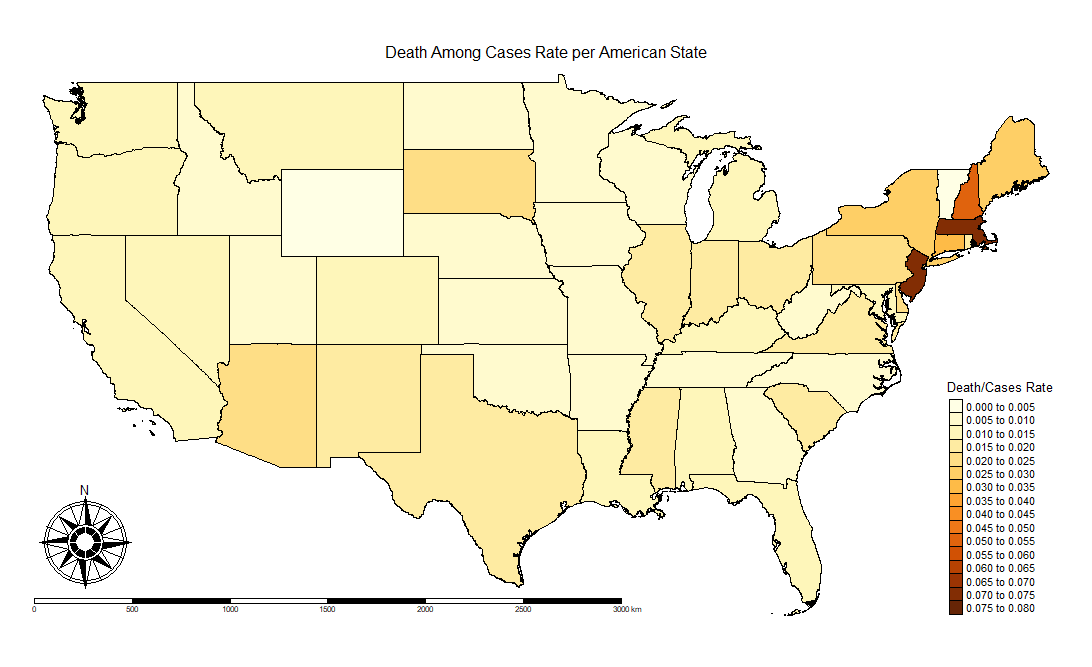 Death Among Cases Rate per American State
Death/Cases Rate
0.000 to 0.005
0.005 to 0.010
0.010 to 0.015
0.015 to 0.020
0.020 to 0.025
0.025 to 0.030
0.030 to 0.035
0.035 to 0.040
0.040 to 0.045
0.045 to 0.050
0.050 to 0.055
0.055 to 0.060
0.060 to 0.065
0.065 to 0.070
0.070 to 0.075
0.075 to 0.080
N
0 500 1000 1500 2000 2500 3000 km